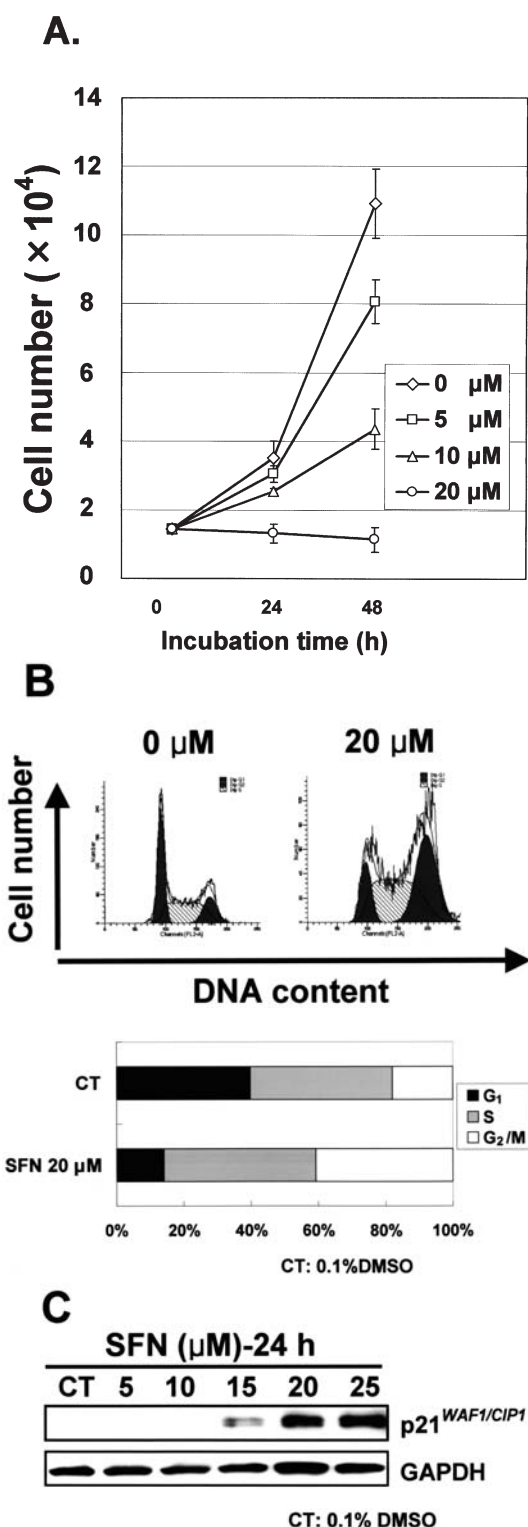 A.
Cell number (×10⁴)
14
12
10
8
6
4
2
0
0 μM
5 μM
10 μM
20 μM
0 24 48
Incubation time (h)
B
0 μM 20 μM
Cell number
DNA content
CT
SFN 20 μM
G₁
S
G₂/M
0% 20% 40% 60% 80% 100%
CT: 0.1%DMSO
C
SFN (μM)-24 h
CT 5 10 15 20 25
p21WAF1/CIP1
GAPDH
CT: 0.1% DMSO